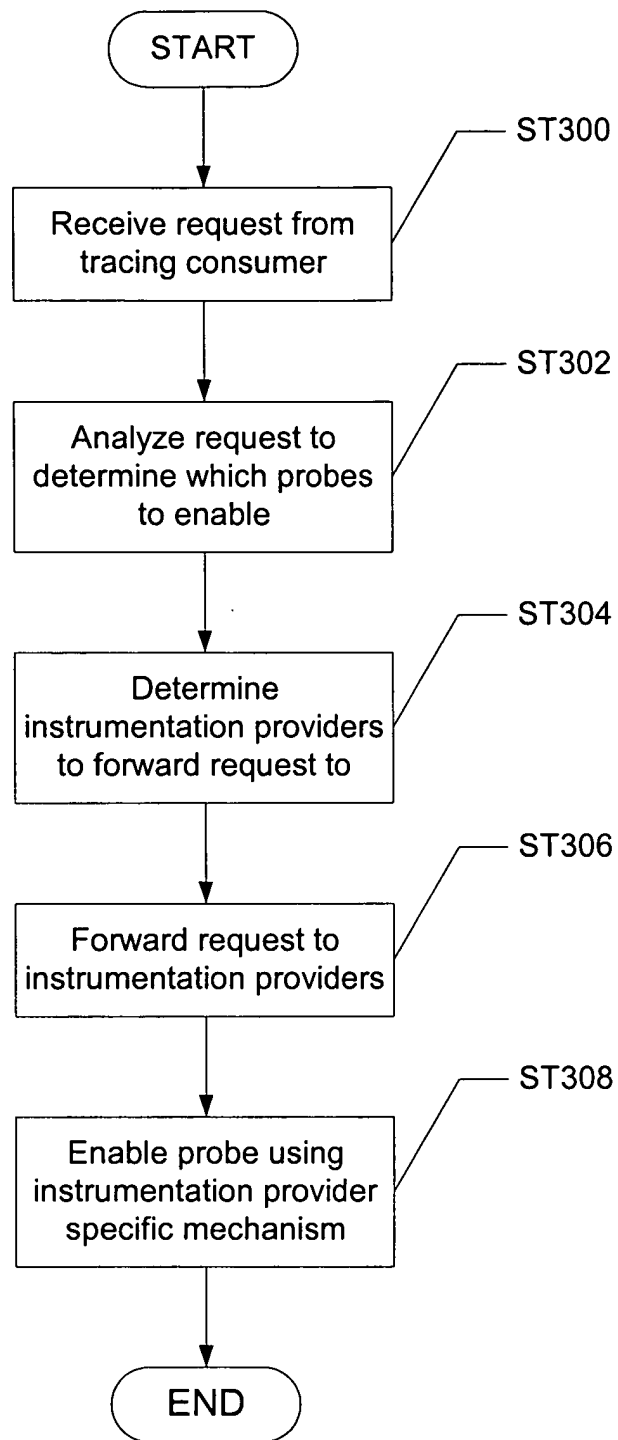 START
ST300
Receive request from
tracing consumer
ST302
Analyze request to
determine which probes
to enable
ST304
Determine
instrumentation providers
to forward request to
ST306
Forward request to
instrumentation providers
ST308
Enable probe using
instrumentation provider
specific mechanism
END